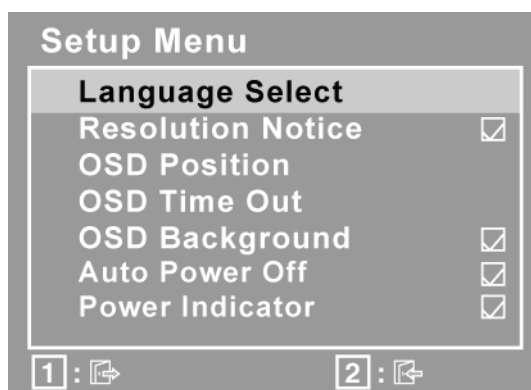 Setup Menu
Language Select
Resolution Notice
OSD Position
OSD Time Out
OSD Background
Auto Power Off
Power Indicator
1 : 2 :